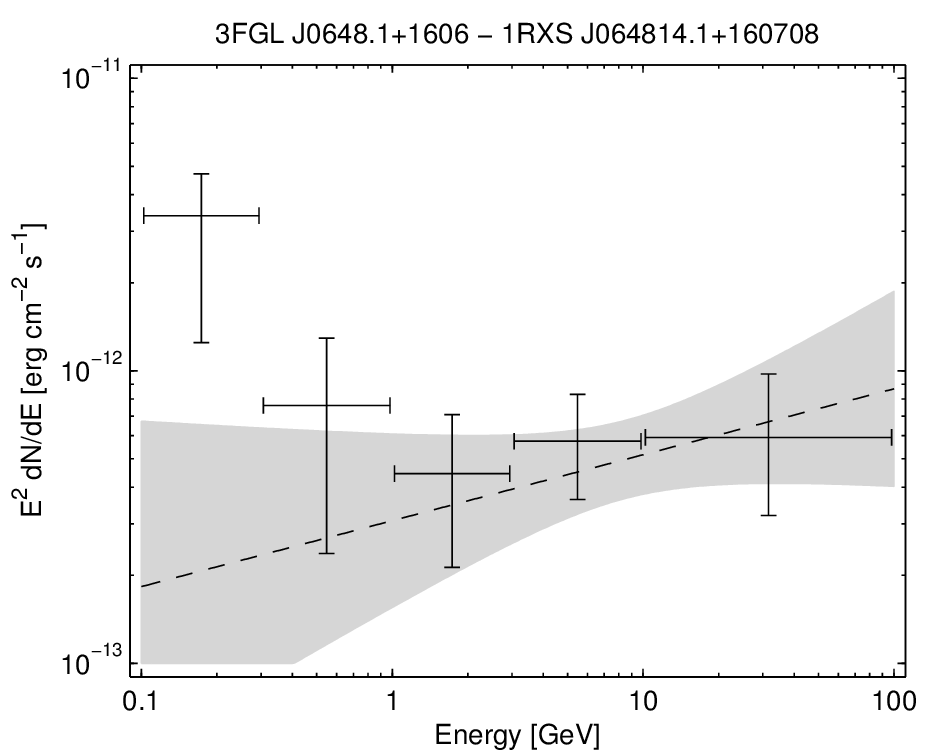 3FGL J0648.1+1606 − 1RXS J064814.1+160708
10⁻¹¹
10⁻¹²
10⁻¹³
E² dN/dE [erg cm⁻² s⁻¹]
0.1 1 10 100
Energy [GeV]